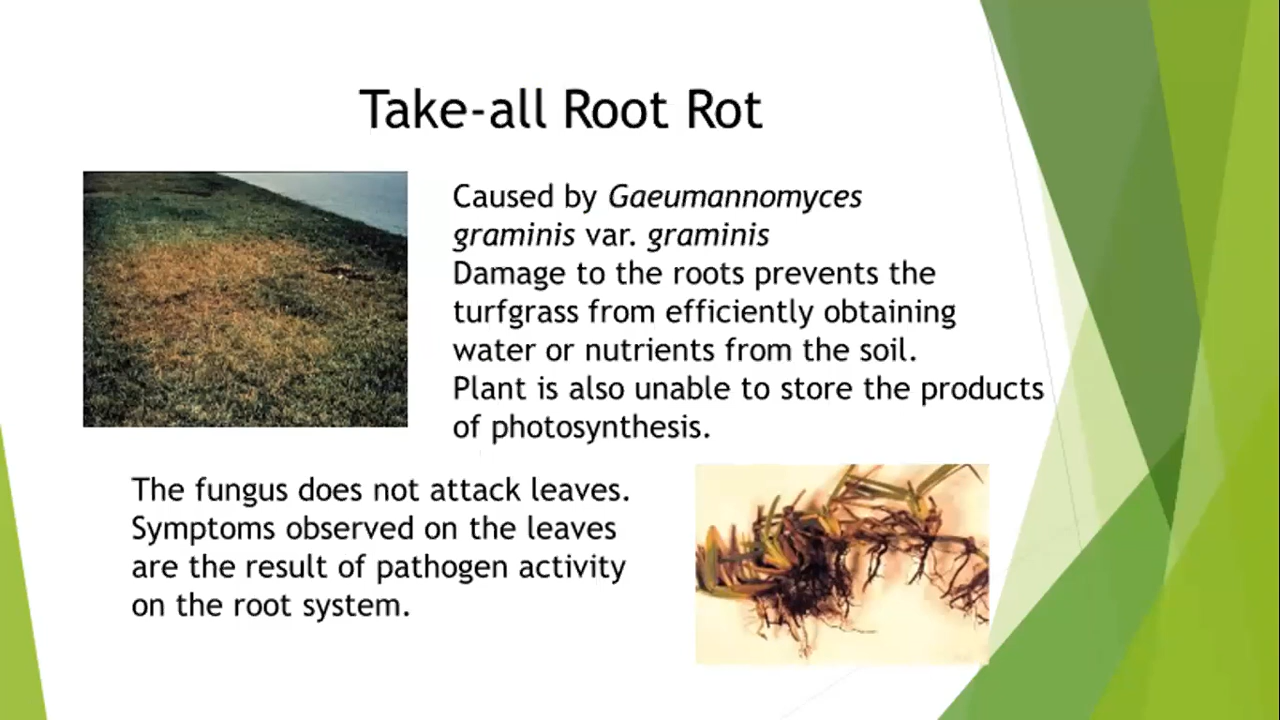 Take-all Root Rot
Caused by Gaeumannomyces
graminis var. graminis
Damage to the roots prevents the
turfgrass from efficiently obtaining
water or nutrients from the soil.
Plant is also unable to store the products
of photosynthesis.
The fungus does not attack leaves.
Symptoms observed on the leaves
are the result of pathogen activity
on the root system.